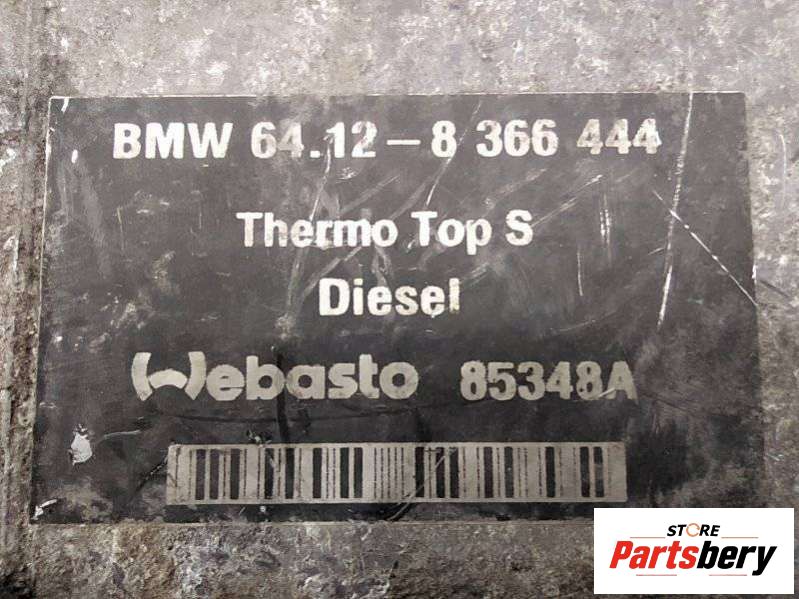 BMW 64.12-8 366 444
Thermo Top S
Diesel
Webasto 85348A
STORE
Partsbery